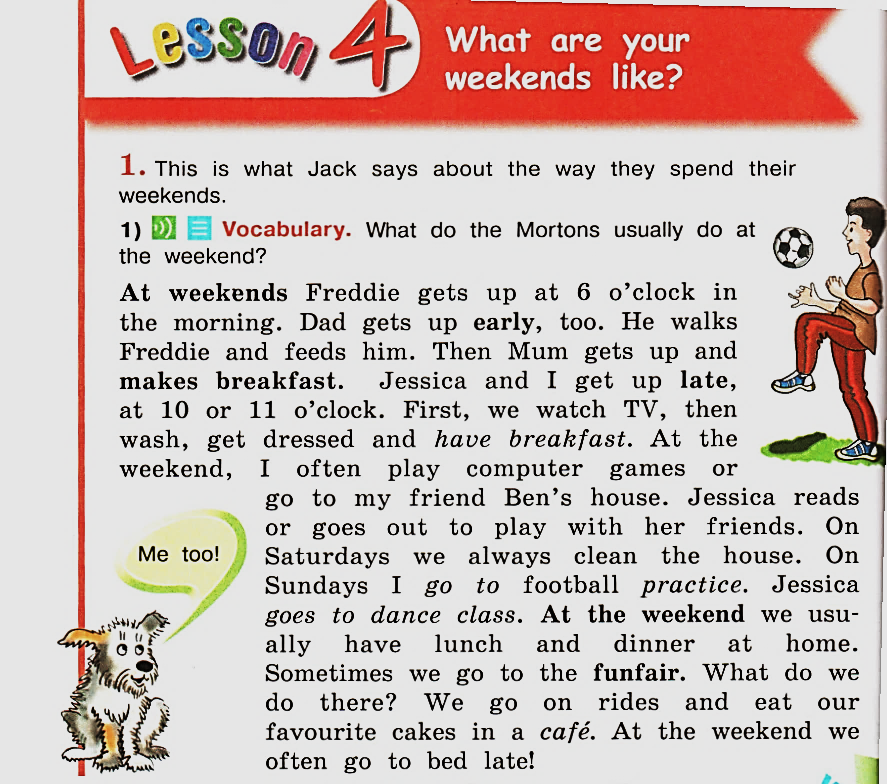 Lesson 4
What are your
weekends like?
1. This is what Jack says about the way they spend their
weekends.
1) Vocabulary. What do the Mortons usually do at
the weekend?
At weekends Freddie gets up at 6 o'clock in
the morning. Dad gets up early, too. He walks
Freddie and feeds him. Then Mum gets up and
makes breakfast. Jessica and I get up late,
at 10 or 11 o'clock. First, we watch TV, then
wash, get dressed and have breakfast. At the
weekend, I often play computer games or
go to my friend Ben's house. Jessica reads
or goes out to play with her friends. On
Saturdays we always clean the house. On
Sundays I go to football practice. Jessica
goes to dance class. At the weekend we usu-
ally have lunch and dinner at home.
Sometimes we go to the funfair. What do we
do there? We go on rides and eat our
favourite cakes in a café. At the weekend we
often go to bed late!
Me too!